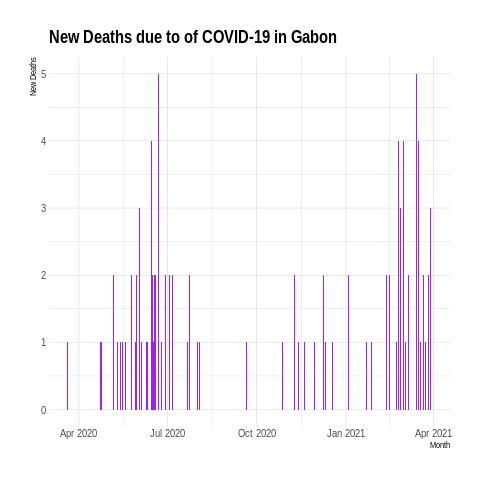 New Deaths due to of COVID-19 in Gabon
New Deaths
5
4
3
2
1
0
Apr 2020 Jul 2020 Oct 2020 Jan 2021 Apr 2021
Month